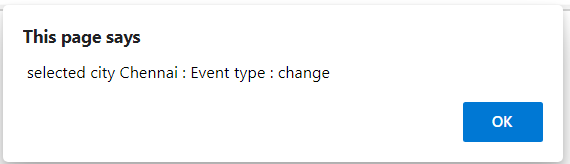 This page says
selected city Chennai : Event type : change
OK